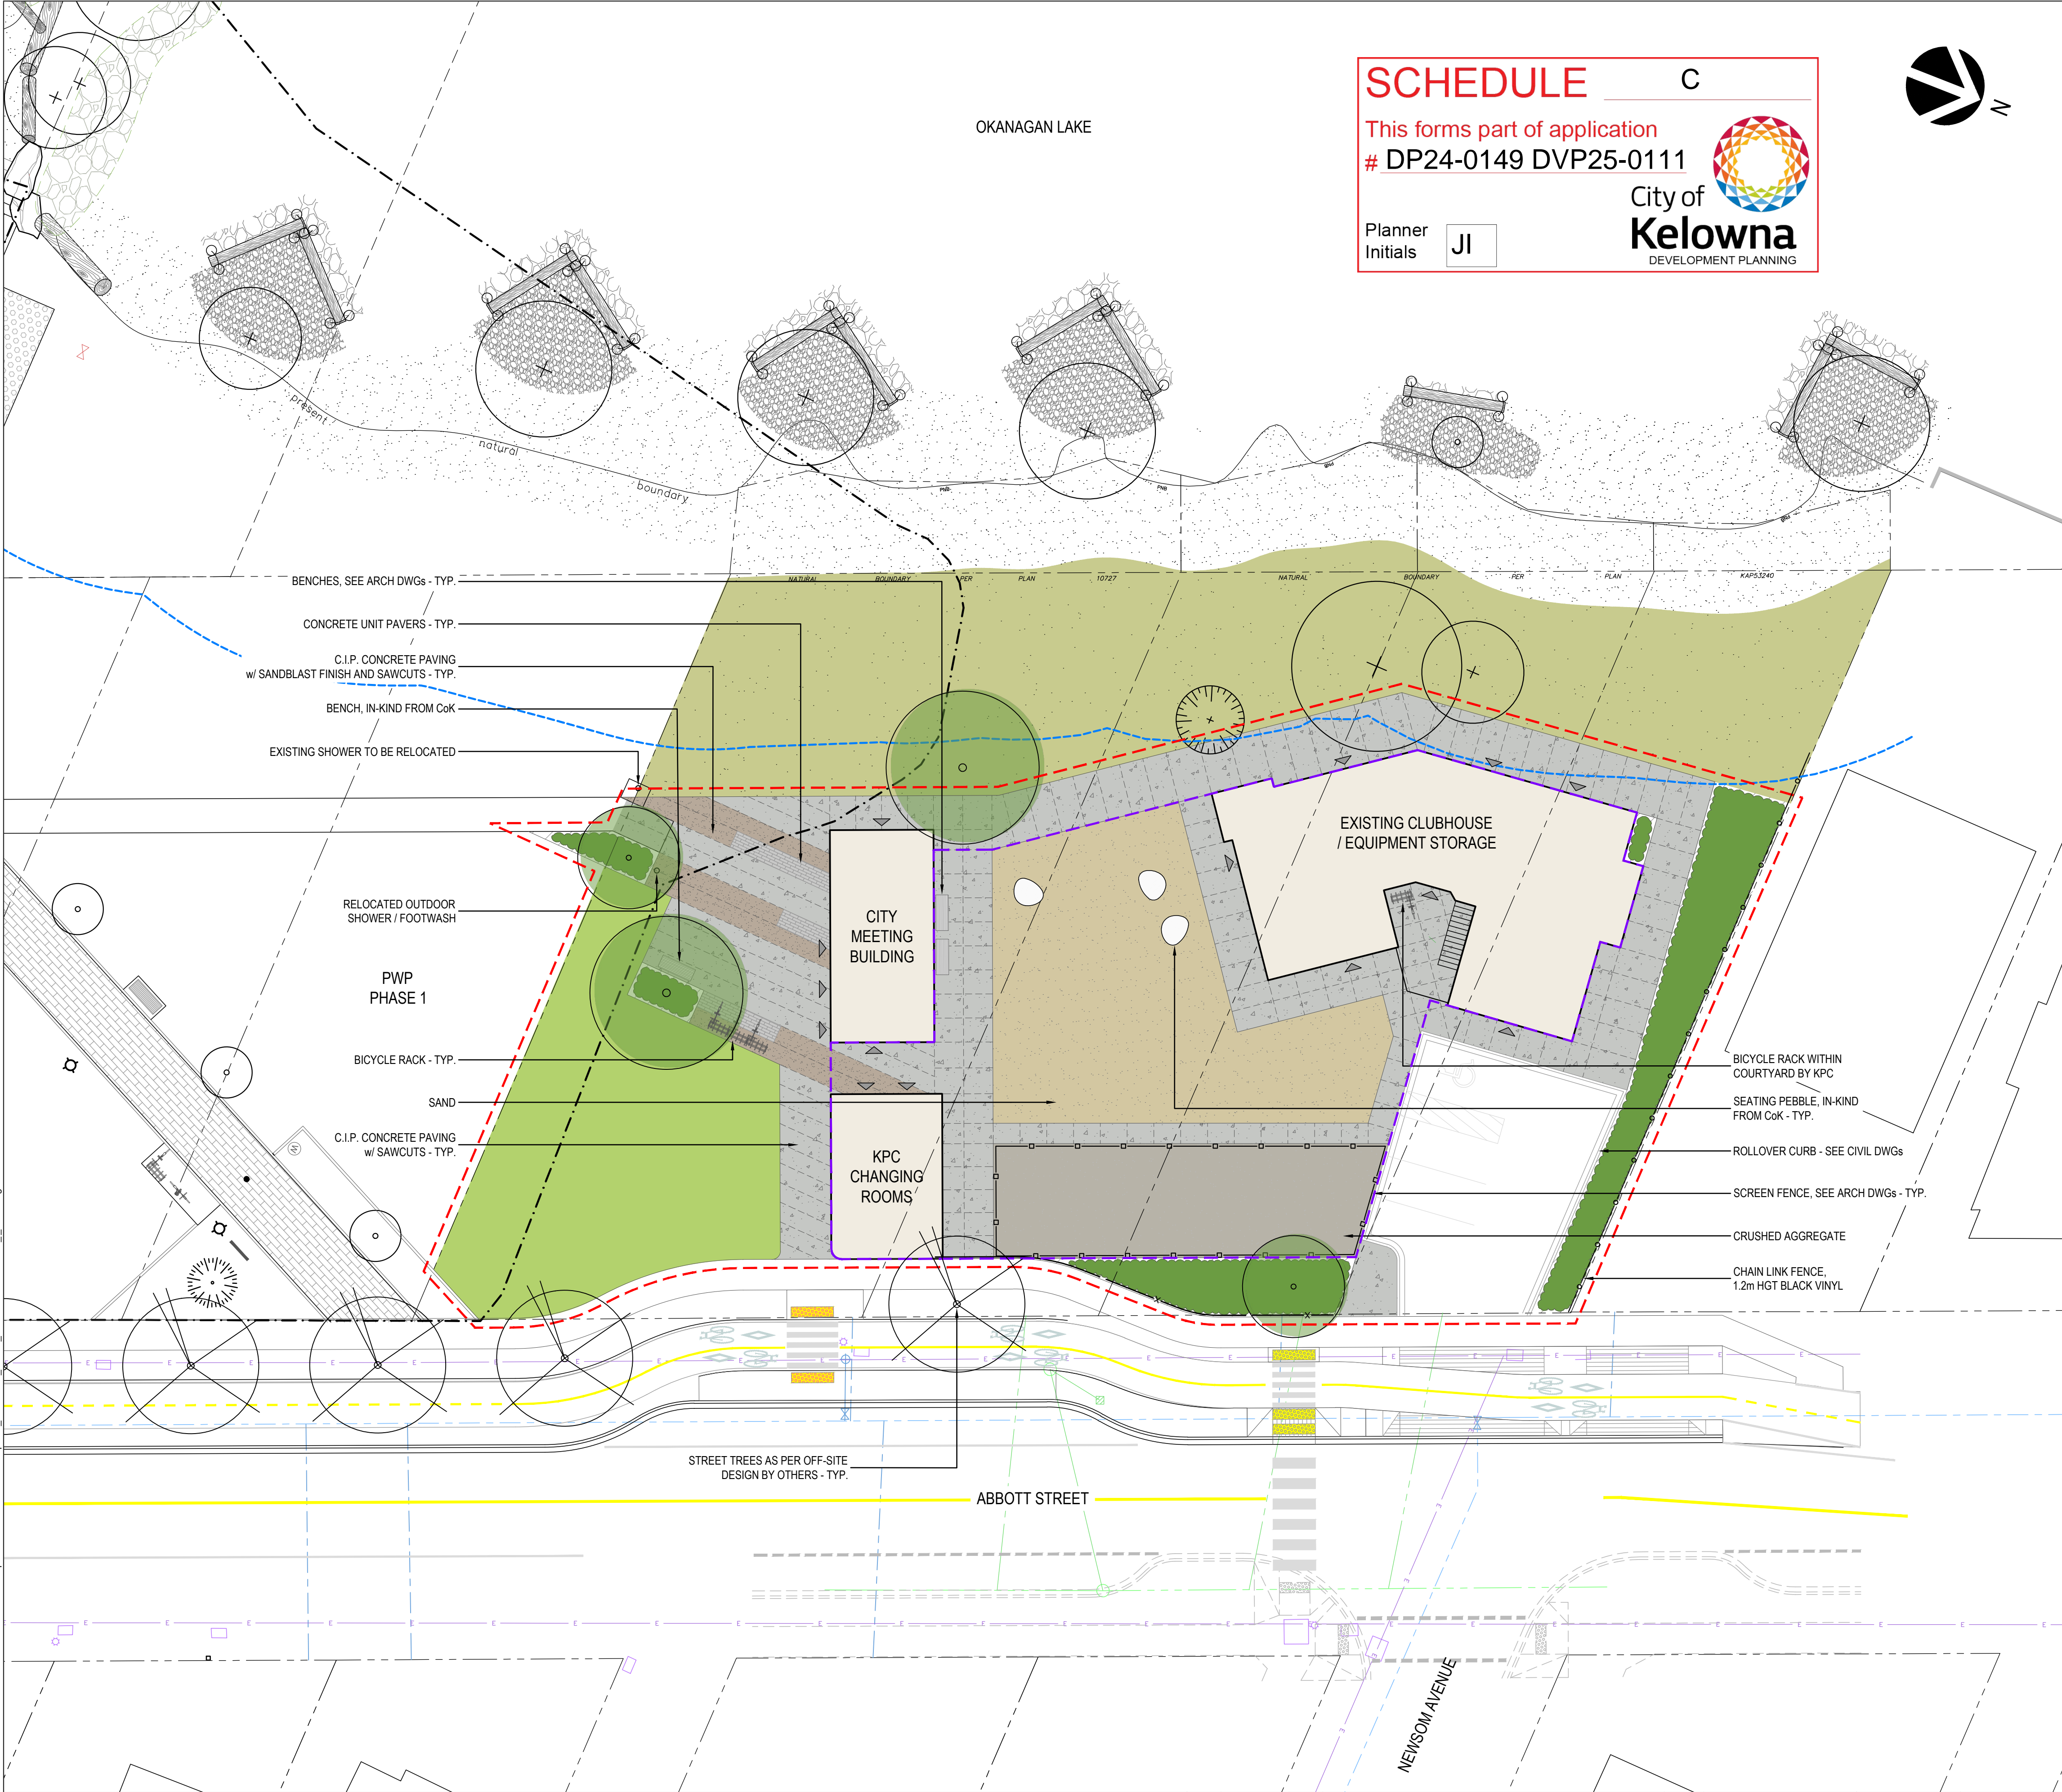 SCHEDULE C
This forms part of application
# DP24-0149 DVP25-0111
City of
Kelowna
DEVELOPMENT PLANNING
Planner
Initials
JI
N
OKANAGAN LAKE
present
natural
boundary
PNB
PNB
PNB
PNB
NATURAL BOUNDARY PER PLAN 10727
NATURAL BOUNDARY PER PLAN KAP53240
BENCHES, SEE ARCH DWGs - TYP.
CONCRETE UNIT PAVERS - TYP.
C.I.P. CONCRETE PAVING
w/ SANDBLAST FINISH AND SAWCUTS - TYP.
BENCH, IN-KIND FROM CoK
EXISTING SHOWER TO BE RELOCATED
RELOCATED OUTDOOR
SHOWER / FOOTWASH
PWP
PHASE 1
BICYCLE RACK - TYP.
SAND
C.I.P. CONCRETE PAVING
w/ SAWCUTS - TYP.
CITY
MEETING
BUILDING
KPC
CHANGING
ROOMS
EXISTING CLUBHOUSE
/ EQUIPMENT STORAGE
BICYCLE RACK WITHIN
COURTYARD BY KPC
SEATING PEBBLE, IN-KIND
FROM CoK - TYP.
ROLLOVER CURB - SEE CIVIL DWGs
SCREEN FENCE, SEE ARCH DWGs - TYP.
CRUSHED AGGREGATE
CHAIN LINK FENCE,
1.2m HGT BLACK VINYL
STREET TREES AS PER OFF-SITE
DESIGN BY OTHERS - TYP.
ABBOTT STREET
NEWSOM AVENUE